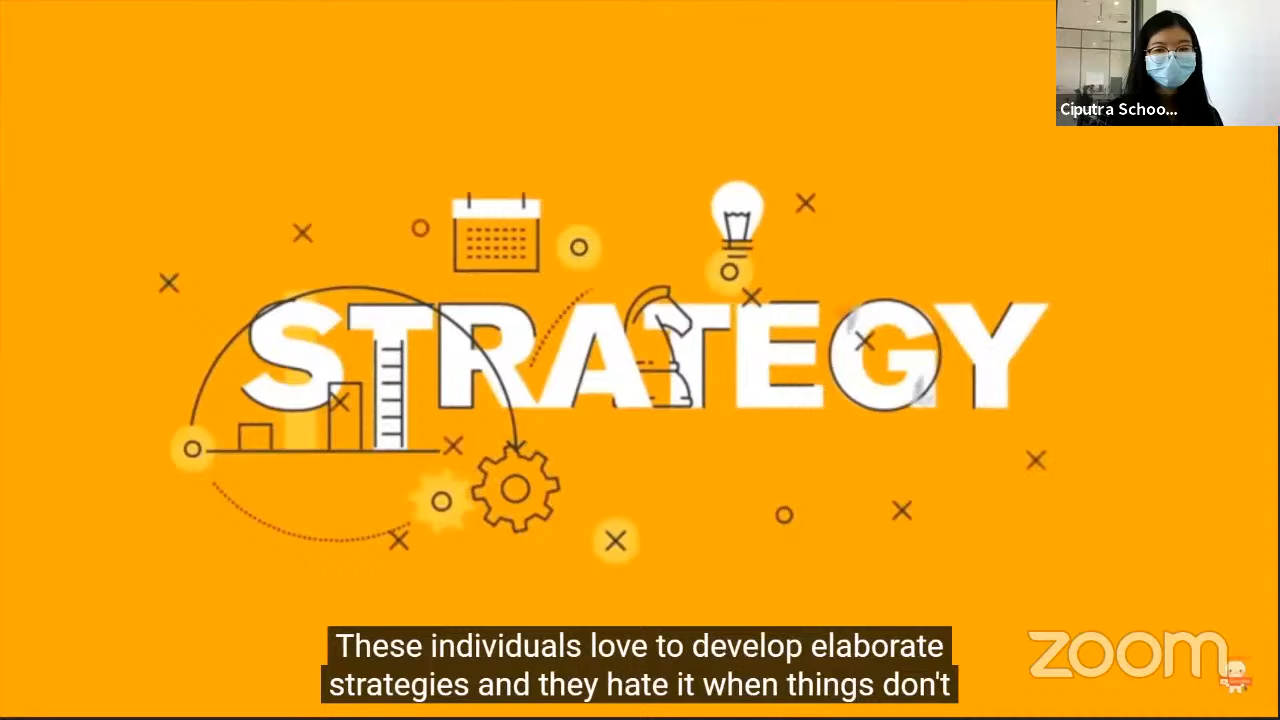 Ciputra Schoo...
STRATEGY
These individuals love to develop elaborate
strategies and they hate it when things don't
zoom